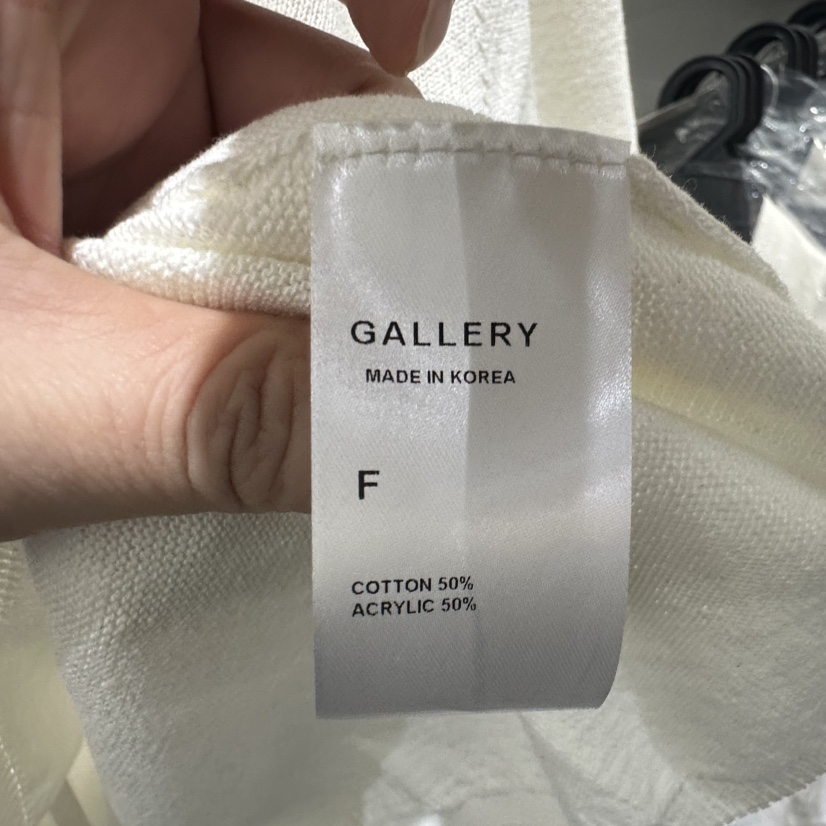 GALLERY
MADE IN KOREA
F
COTTON 50%
ACRYLIC 50%